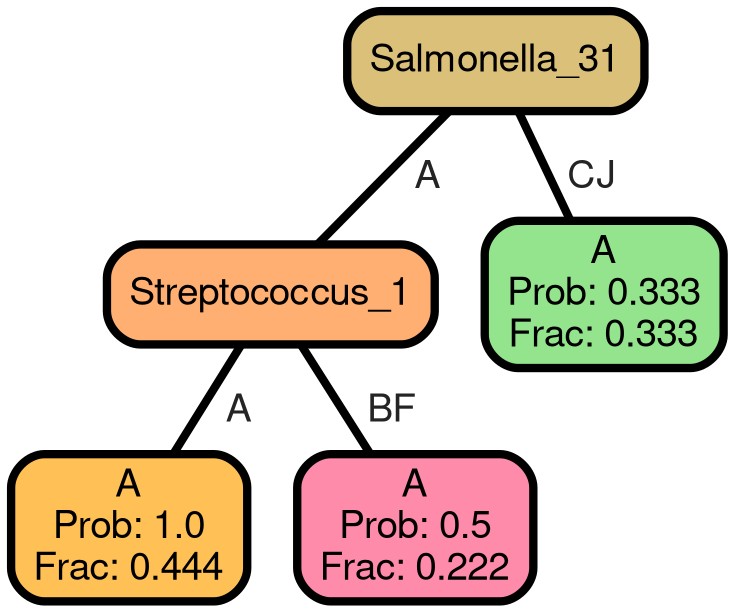 Salmonella_31
A
CJ
A
Prob: 0.333
Frac: 0.333
Streptococcus_1
A
BF
A
Prob: 1.0
Frac: 0.444
A
Prob: 0.5
Frac: 0.222